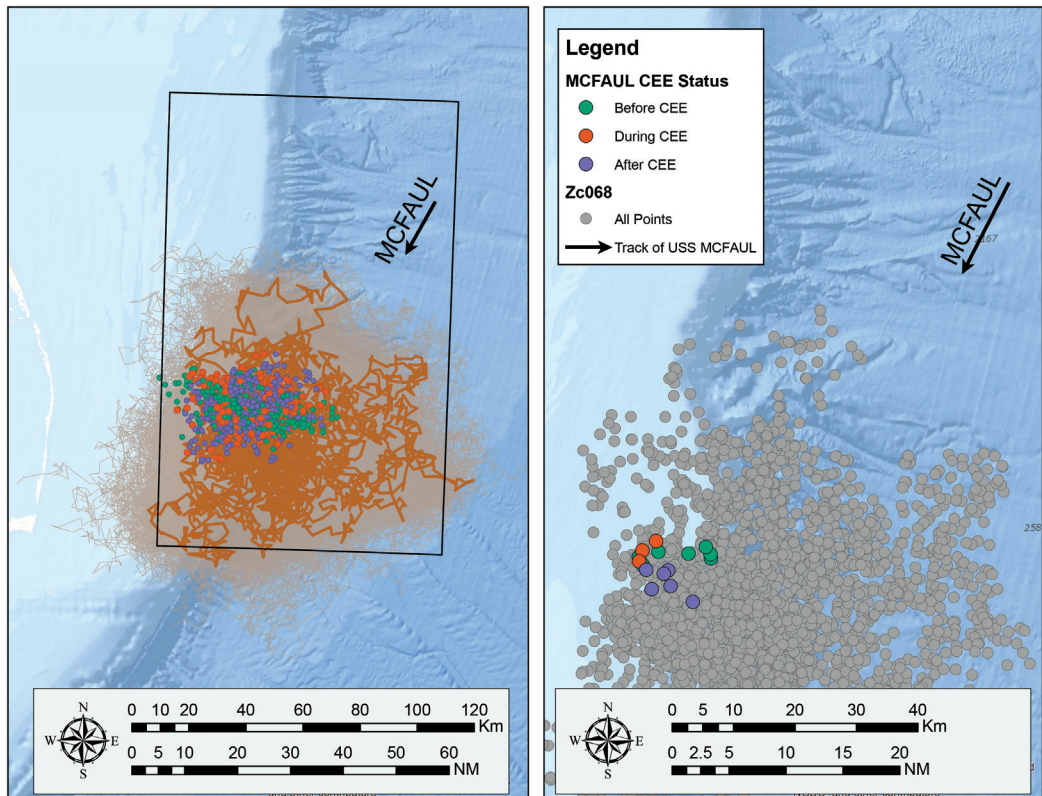 MCFAUL
N
W E
S
0 10 20 40 60 80 100 120
Km
0 5 10 20 30 40 50 60
NM
Legend
MCFAUL CEE Status
Before CEE
During CEE
After CEE
Zc068
All Points
Track of USS MCFAUL
MCFAUL
2167
258
N
W E
S
0 5 10 20 30 40
Km
0 2.5 5 10 15 20
NM